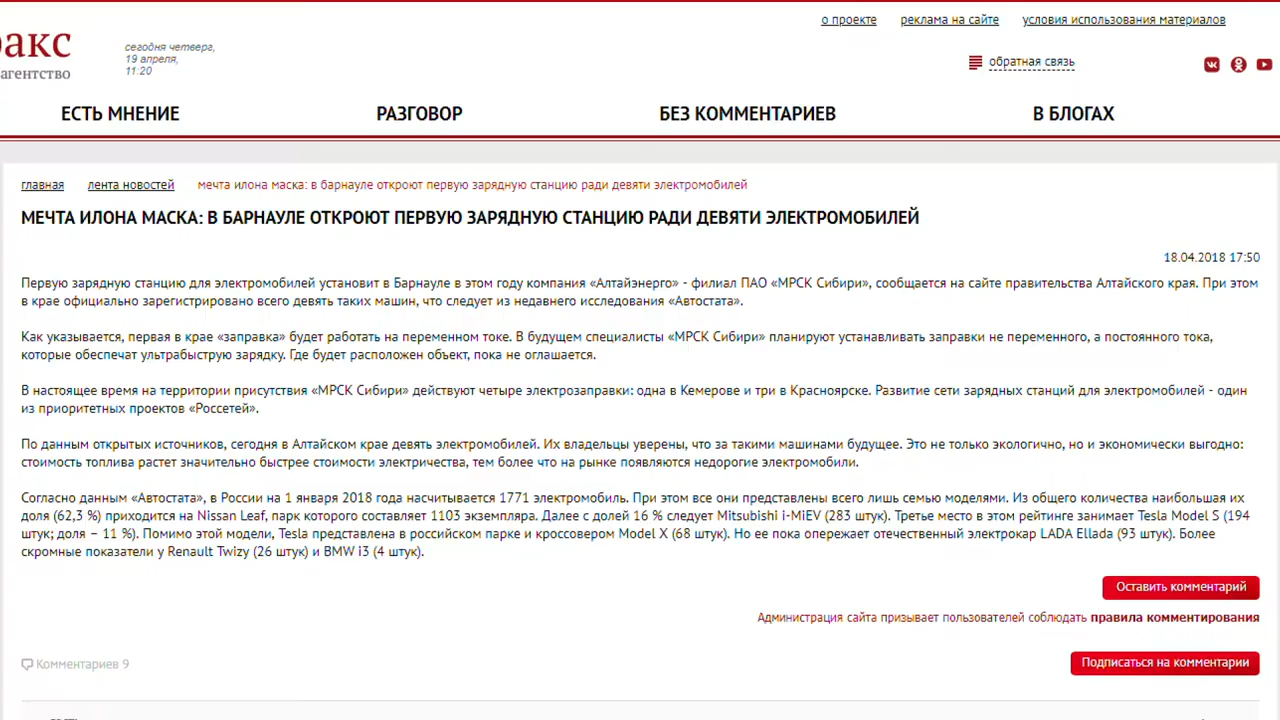 о проекте реклама на сайте условия использования материалов
акс
агентство
сегодня четверг,
19 апреля,
11:20
обратная связь
ЕСТЬ МНЕНИЕ РАЗГОВОР БЕЗ КОММЕНТАРИЕВ В БЛОГАХ
главная лента новостей мечта илона маска: в барнауле откроют первую зарядную станцию ради девяти электромобилей
МЕЧТА ИЛОНА МАСКА: В БАРНАУЛЕ ОТКРОЮТ ПЕРВУЮ ЗАРЯДНУЮ СТАНЦИЮ РАДИ ДЕВЯТИ ЭЛЕКТРОМОБИЛЕЙ
18.04.2018 17:50
Первую зарядную станцию для электромобилей установит в Барнауле в этом году компания «Алтайэнерго» - филиал ПАО «МРСК Сибири», сообщается на сайте правительства Алтайского края. При этом
в крае официально зарегистрировано всего девять таких машин, что следует из недавнего исследования «Автостата».
Как указывается, первая в крае «заправка» будет работать на переменном токе. В будущем специалисты «МРСК Сибири» планируют устанавливать заправки не переменного, а постоянного тока,
которые обеспечат ультрабыструю зарядку. Где будет расположен объект, пока не оглашается.
В настоящее время на территории присутствия «МРСК Сибири» действуют четыре электрозаправки: одна в Кемерове и три в Красноярске. Развитие сети зарядных станций для электромобилей - один
из приоритетных проектов «Россетей».
По данным открытых источников, сегодня в Алтайском крае девять электромобилей. Их владельцы уверены, что за такими машинами будущее. Это не только экологично, но и экономически выгодно:
стоимость топлива растет значительно быстрее стоимости электричества, тем более что на рынке появляются недорогие электромобили.
Согласно данным «Автостата», в России на 1 января 2018 года насчитывается 1771 электромобиль. При этом все они представлены всего лишь семью моделями. Из общего количества наибольшая их
доля (62,3 %) приходится на Nissan Leaf, парк которого составляет 1103 экземпляра. Далее с долей 16 % следует Mitsubishi i-MiEV (283 штук). Третье место в этом рейтинге занимает Tesla Model S (194
штук; доля – 11 %). Помимо этой модели, Tesla представлена в российском парке и кроссовером Model X (68 штук). Но ее пока опережает отечественный электрокар LADA Ellada (93 штук). Более
скромные показатели у Renault Twizy (26 штук) и BMW i3 (4 штук).
Оставить комментарий
Администрация сайта призывает пользователей соблюдать правила комментирования
Комментариев 9
Подписаться на комментарии